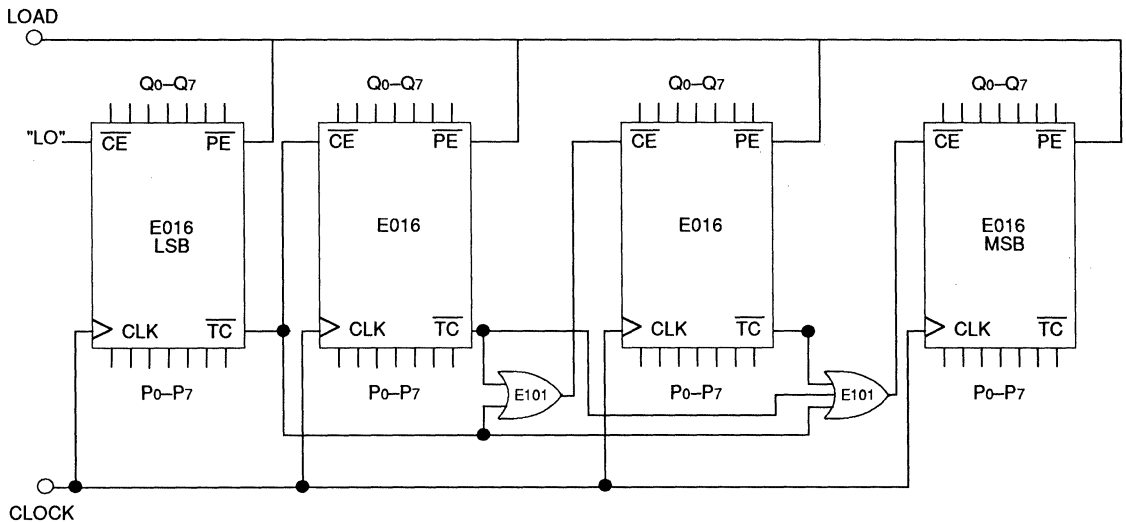 LOAD
Q0–Q7 Q0–Q7 Q0–Q7 Q0–Q7
"LO" CE PE CE PE CE PE CE PE
E016 E016 E016 E016
LSB MSB
CLK TC CLK TC CLK TC CLK TC
P0–P7 E101 P0–P7 E101 P0–P7 P0–P7
CLOCK